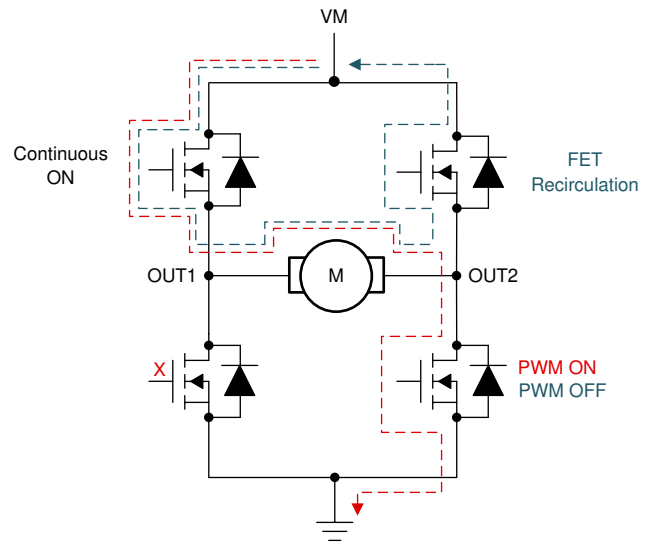 VM
Continuous
ON
FET
Recirculation
OUT1
M
OUT2
X
PWM ON
PWM OFF